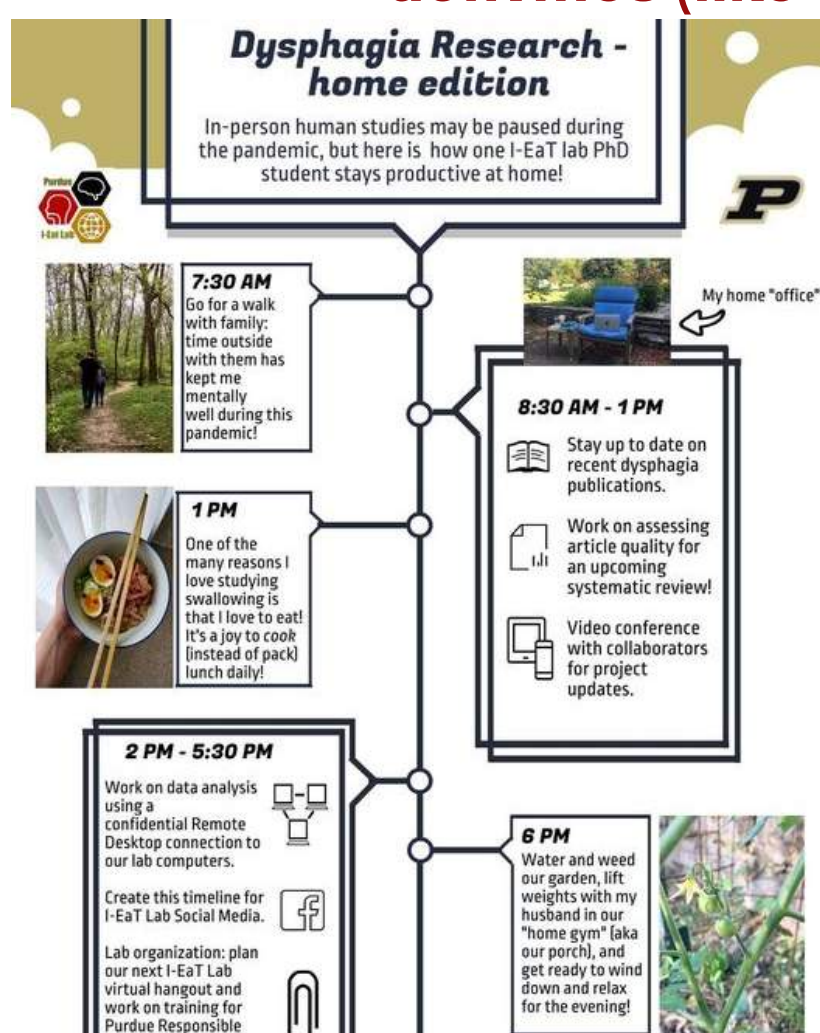 Dysphagia Research -
home edition
In-person human studies may be paused during
the pandemic, but here is how one I-EaT lab PhD
student stays productive at home!
Purdue
I-Eat Lab
P
7:30 AM
Go for a walk
with family:
time outside
with them has
kept me
mentally
well during this
pandemic!
My home "office"
8:30 AM - 1 PM
Stay up to date on
recent dysphagia
publications.
Work on assessing
article quality for
an upcoming
systematic review!
Video conference
with collaborators
for project
updates.
1 PM
One of the
many reasons I
love studying
swallowing is
that I love to eat!
It's a joy to cook
(instead of pack)
lunch daily!
2 PM - 5:30 PM
Work on data analysis
using a
confidential Remote
Desktop connection to
our lab computers.
Create this timeline for
I-EaT Lab Social Media.
Lab organization: plan
our next I-EaT Lab
virtual hangout and
work on training for
Purdue Responsible
6 PM
Water and weed
our garden, lift
weights with my
husband in our
"home gym" (aka
our porch), and
get ready to wind
down and relax
for the evening!